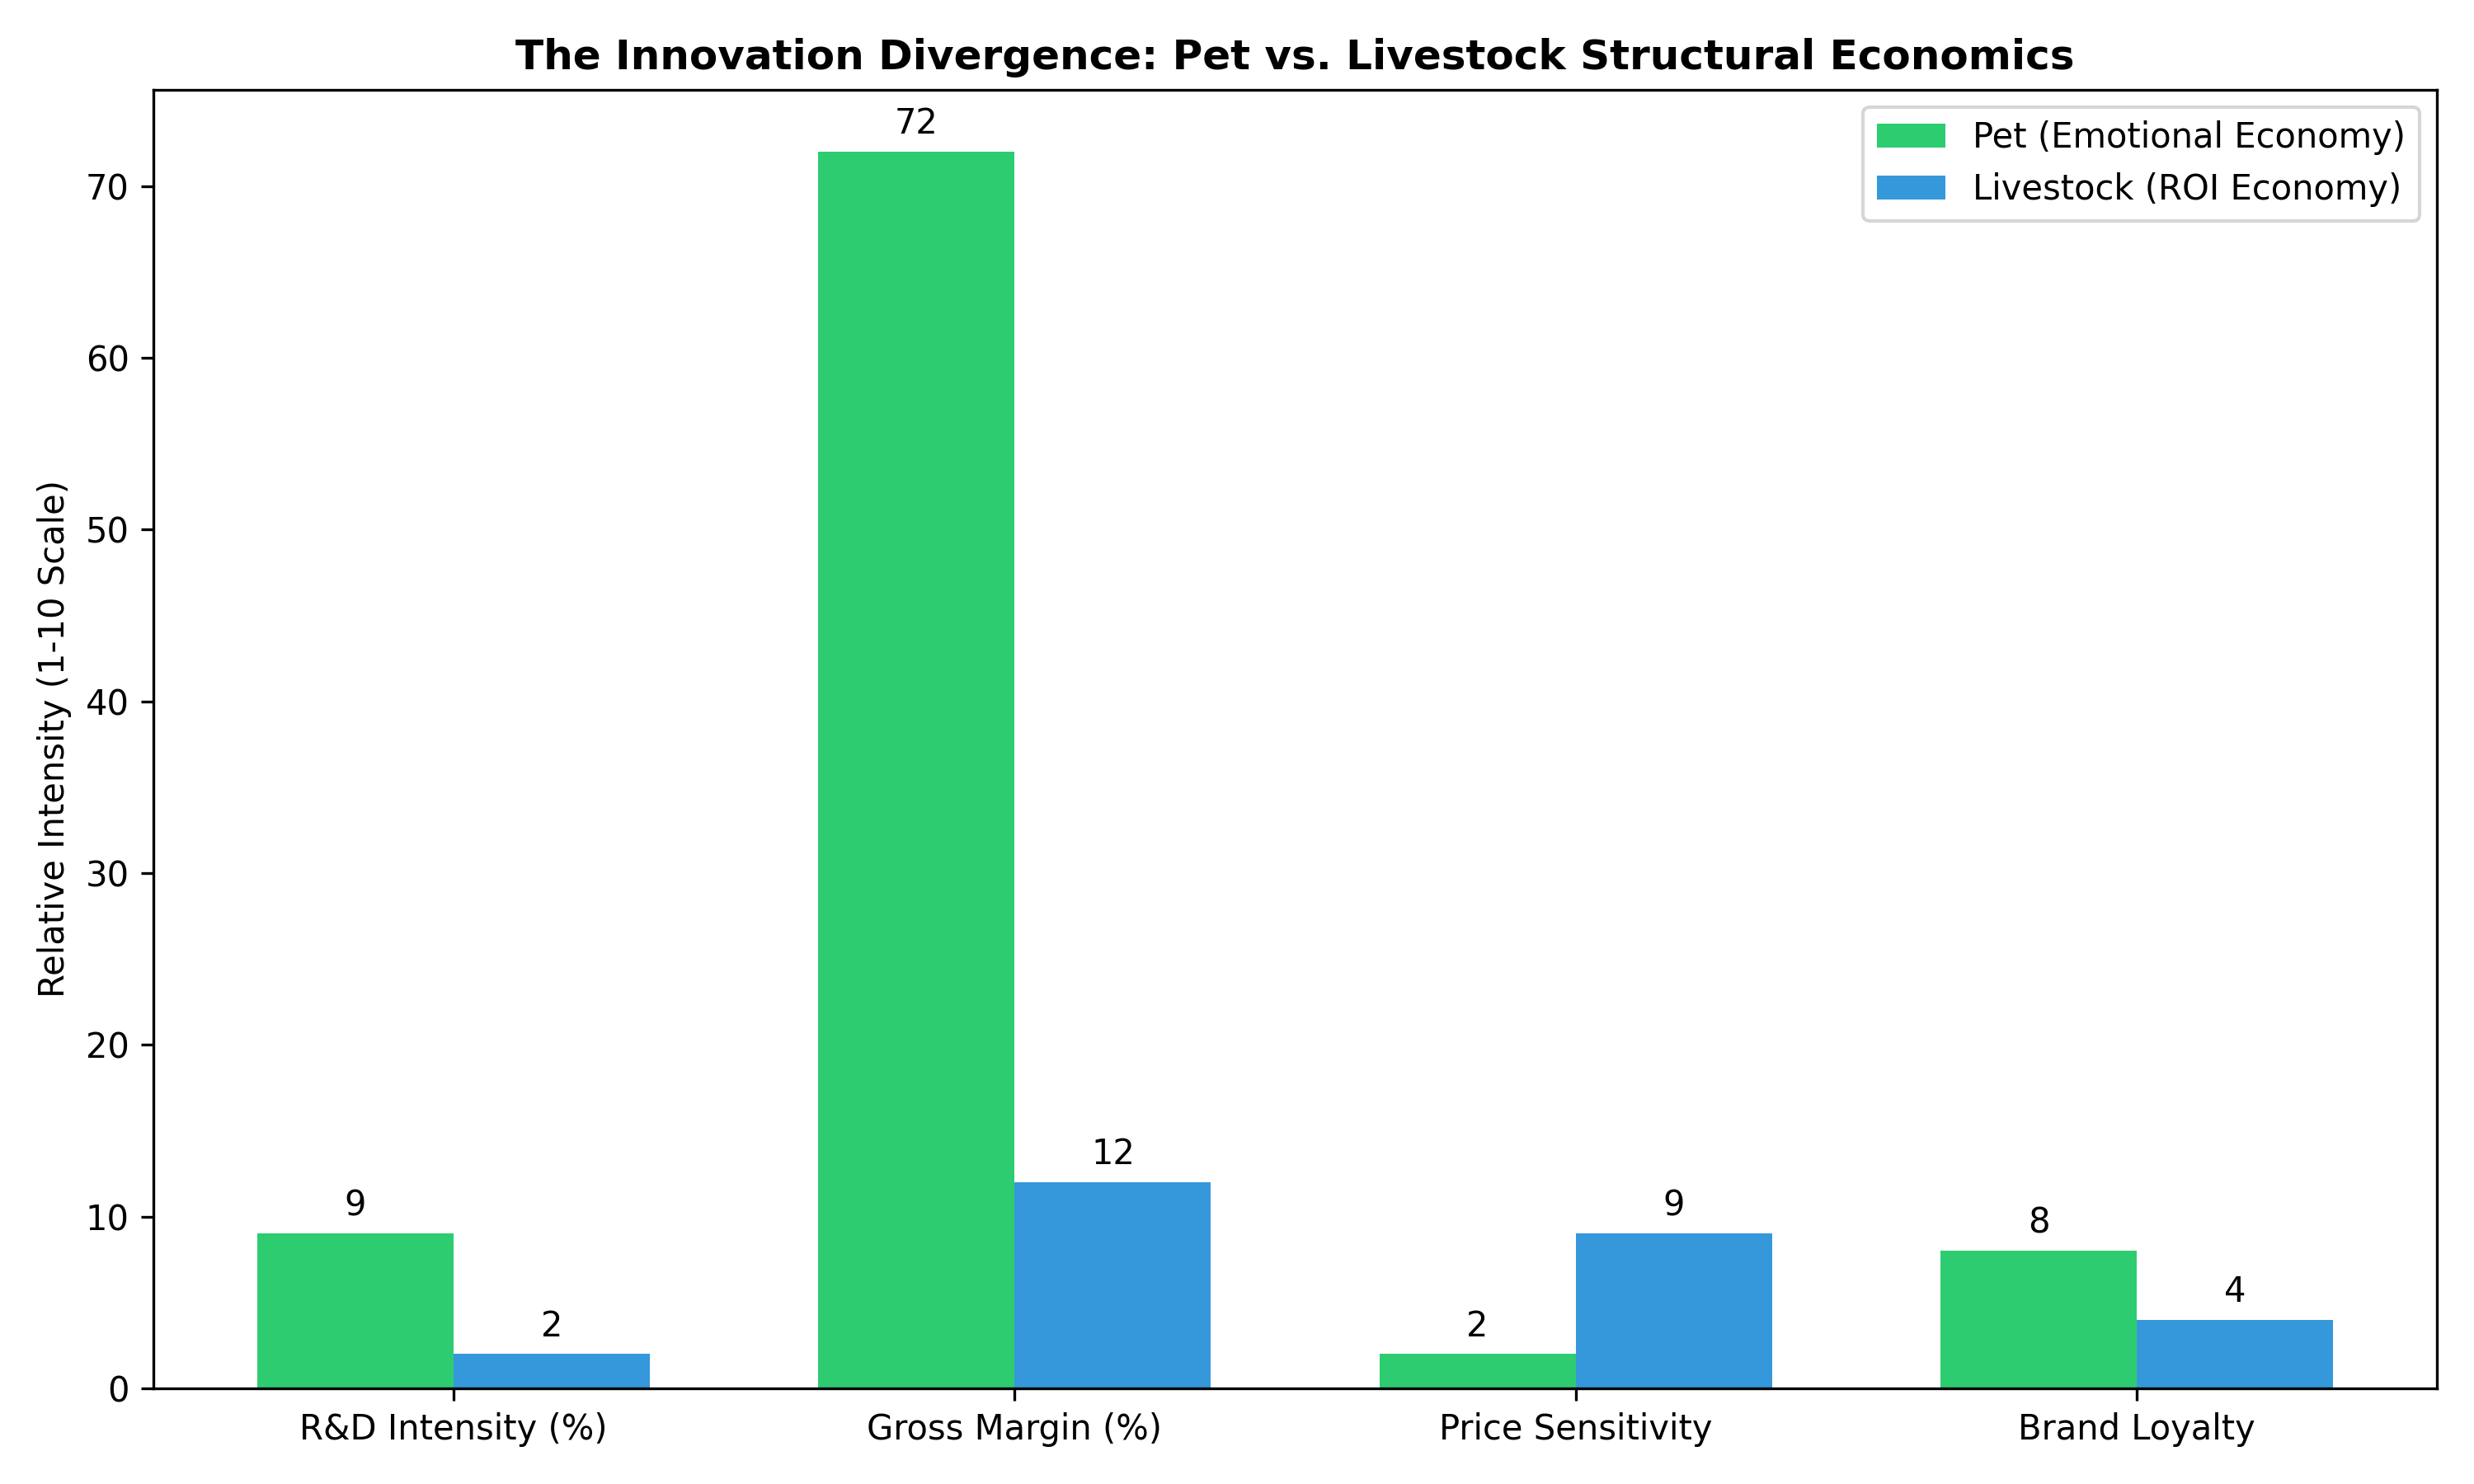 The Innovation Divergence: Pet vs. Livestock Structural Economics
Pet (Emotional Economy)
Livestock (ROI Economy)
Relative Intensity (1-10 Scale)
70
60
50
40
30
20
10
0
9
2
72
12
2
9
8
4
R&D Intensity (%)
Gross Margin (%)
Price Sensitivity
Brand Loyalty